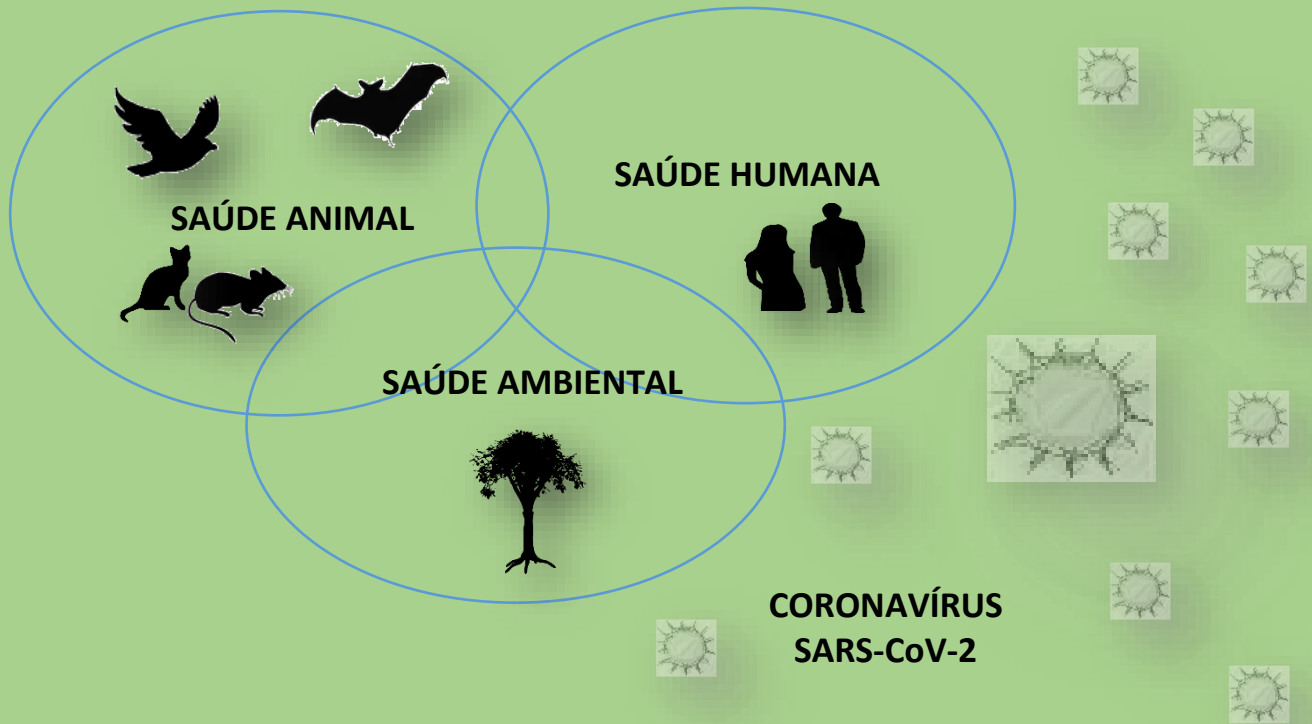 SAÚDE HUMANA
SAÚDE ANIMAL
SAÚDE AMBIENTAL
CORONAVÍRUS
SARS-CoV-2